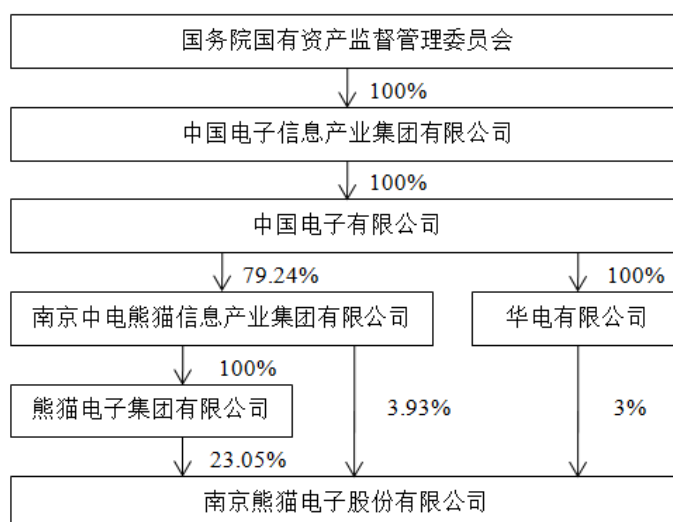 国务院国有资产监督管理委员会
100%
中国电子信息产业集团有限公司
100%
中国电子有限公司
79.24%
100%
南京中电熊猫信息产业集团有限公司
华电有限公司
100%
熊猫电子集团有限公司
3.93%
3%
23.05%
南京熊猫电子股份有限公司